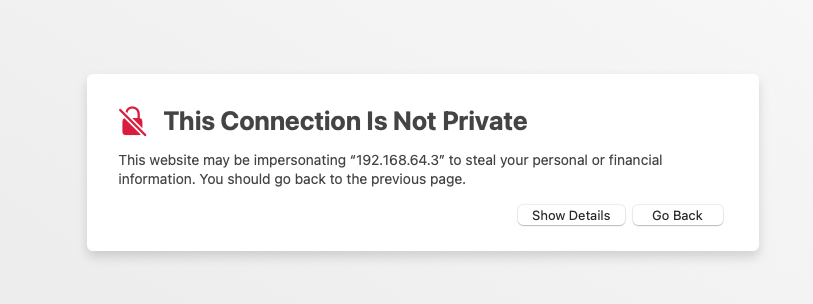 This Connection Is Not Private
This website may be impersonating “192.168.64.3” to steal your personal or financial
information. You should go back to the previous page.
Show Details
Go Back